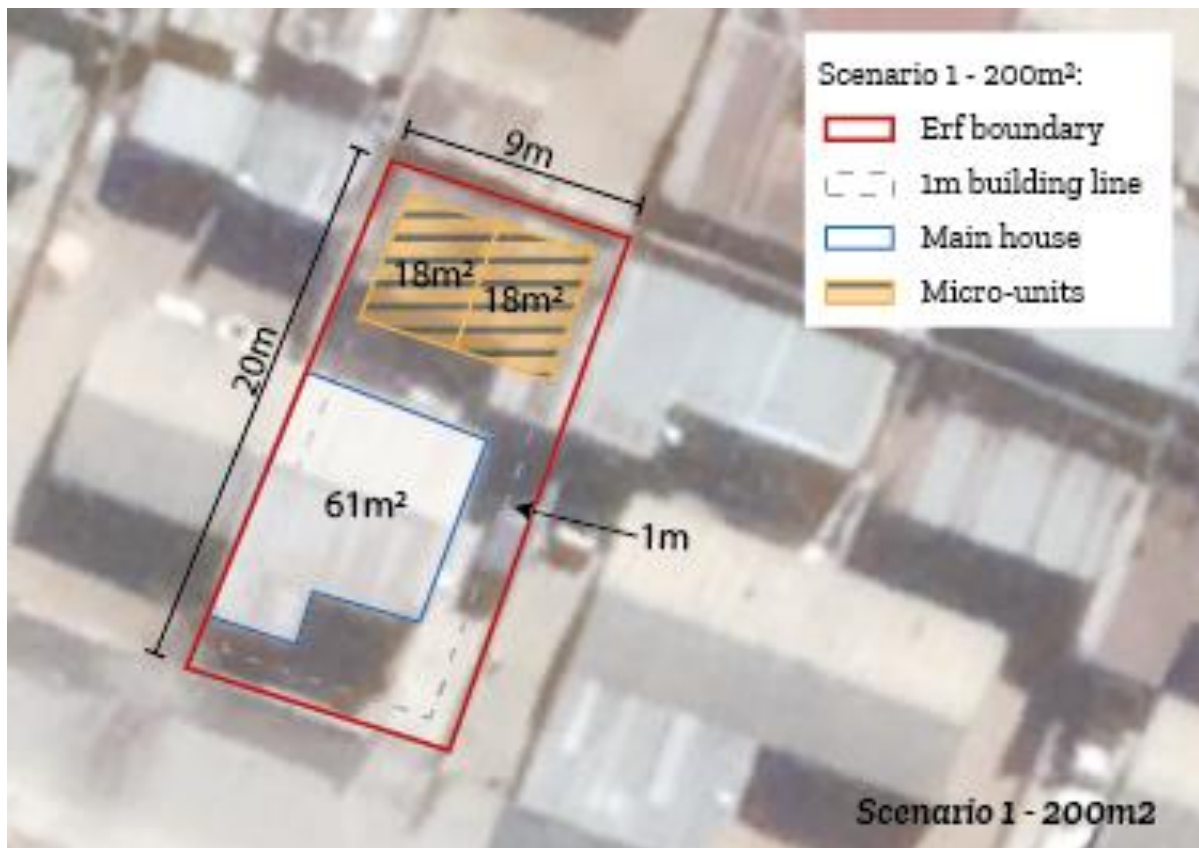 Scenario 1 - 200m²:
Erf boundary
1m building line
Main house
Micro-units
9m
20m
18m²
18m²
61m²
1m
Scenario 1 - 200m2